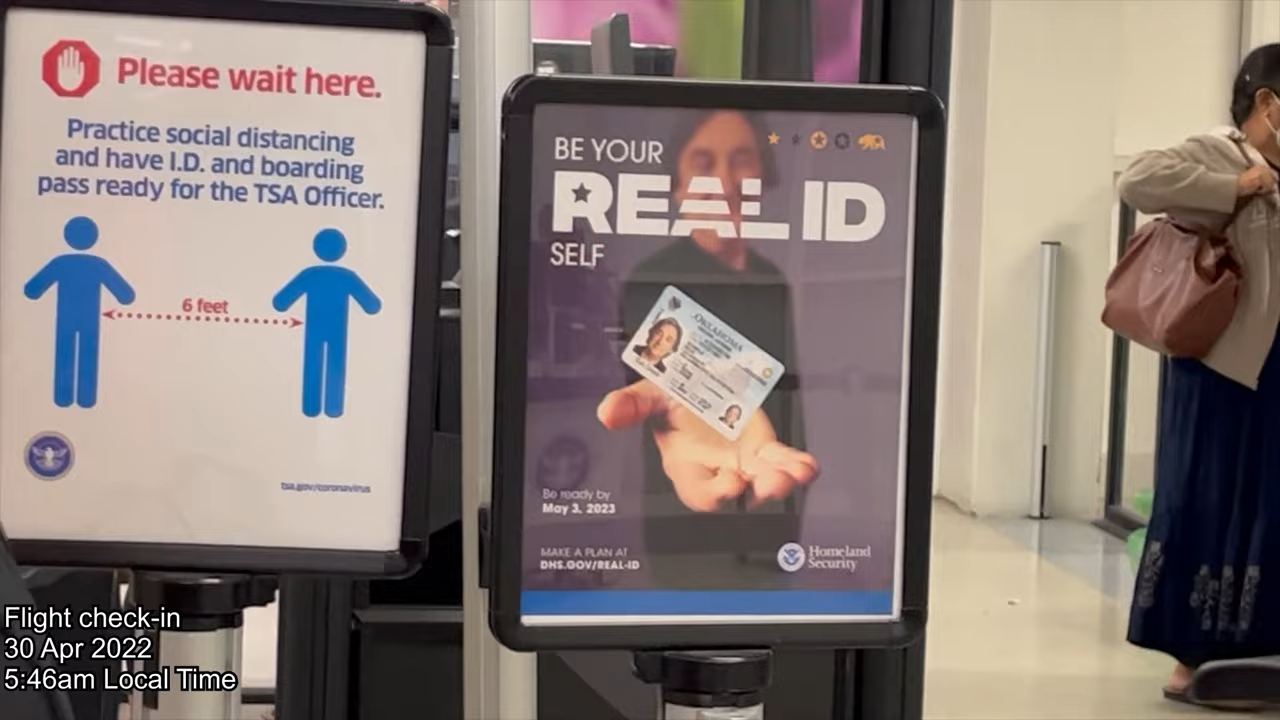 Please wait here.
Practice social distancing
and have I.D. and boarding
pass ready for the TSA Officer.
6 feet
tsa.gov/coronavirus
BE YOUR
REAL ID
SELF
OKLAHOMA
Be ready by
May 3, 2023
MAKE A PLAN AT
DHS.GOV/REAL-ID
Homeland
Security
Flight check-in
30 Apr 2022
5:46am Local Time